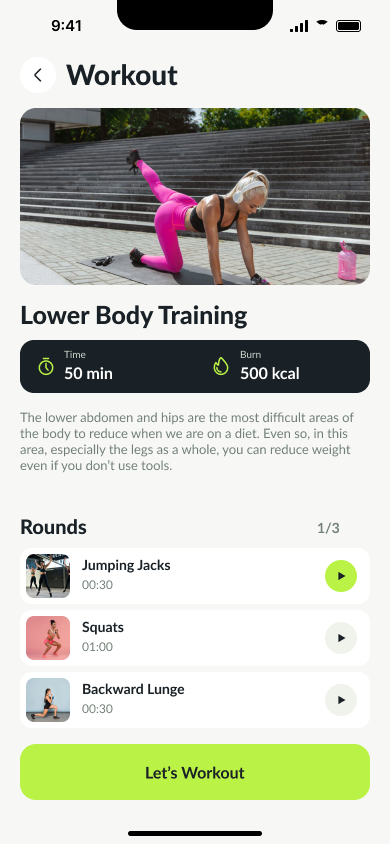 9:41
Workout
Lower Body Training
Time
50 min
Burn
500 kcal
The lower abdomen and hips are the most difficult areas of
the body to reduce when we are on a diet. Even so, in this
area, especially the legs as a whole, you can reduce weight
even if you don’t use tools.
Rounds
1/3
Jumping Jacks
00:30
Squats
01:00
Backward Lunge
00:30
Let’s Workout